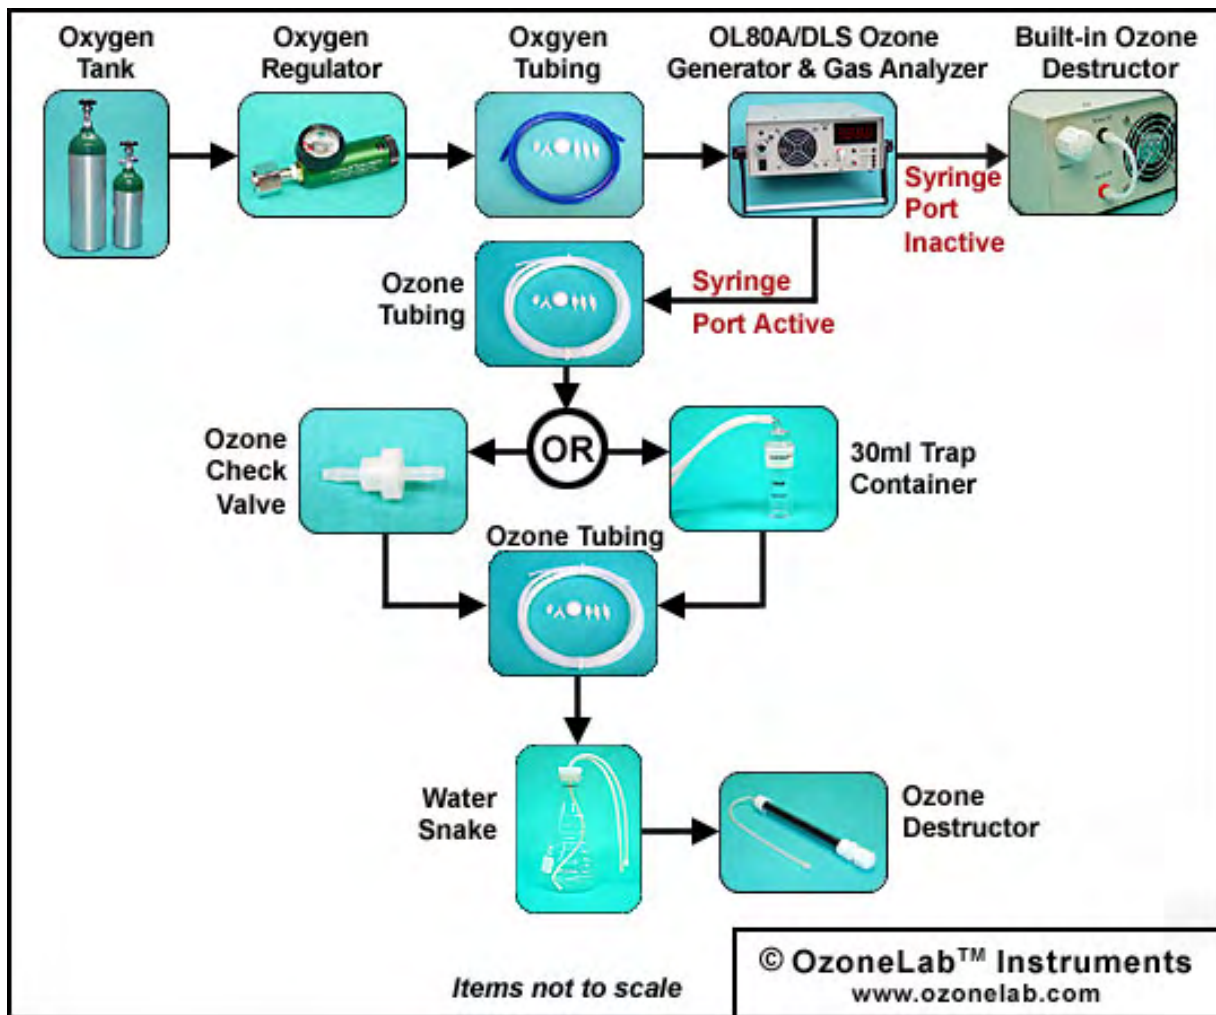 Oxygen
Tank
Oxygen
Regulator
Oxgyen
Tubing
OL80A/DLS Ozone
Generator & Gas Analyzer
Built-in Ozone
Destructor
Syringe
Port
Inactive
Ozone
Tubing
Syringe
Port Active
Ozone
Check
Valve
OR
30ml Trap
Container
Ozone Tubing
Water
Snake
Ozone
Destructor
Items not to scale
© OzoneLab™ Instruments
www.ozonelab.com